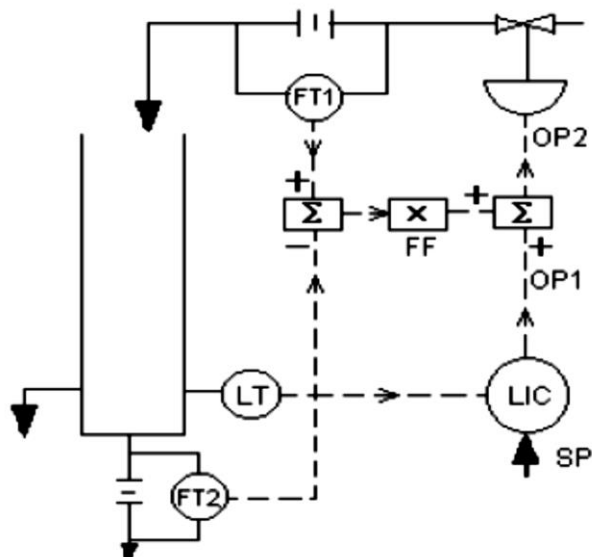 FT1
OP2
+
+
Σ
×
Σ
−
FF
+
OP1
LT
LIC
SP
FT2